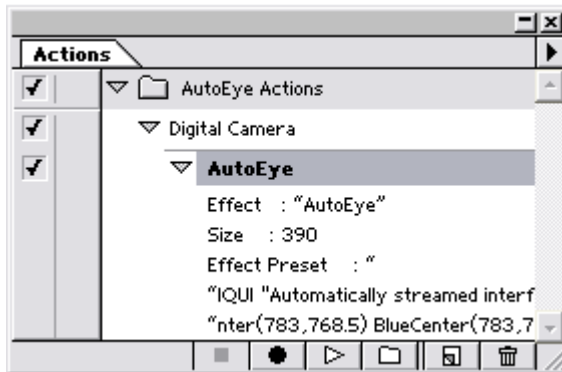 Actions
AutoEye Actions
Digital Camera
AutoEye
Effect : “AutoEye”
Size : 390
Effect Preset : “
“IQUI "Automatically streamed interf
“nter(783,768.5) BlueCenter(783,7